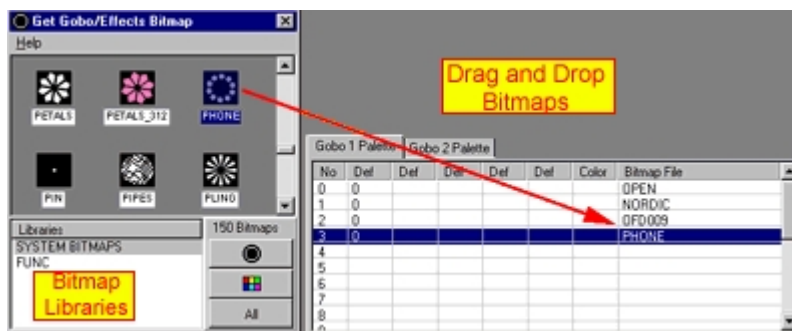 Get Gobo/Effects Bitmap
Help
PETALS PETALS_312 PHONE
PIN PIPES PLING
Libraries
SYSTEM BITMAPS
FUNC
Bitmap
Libraries
150 Bitmaps
All
Drag and Drop
Bitmaps
Gobo 1 Palette Gobo 2 Palette
No Def Def Def Def Def Color Bitmap File
0 0 OPEN
1 0 NORDIC
2 0 OFD009
3 0 PHONE
4
5
6
7
8